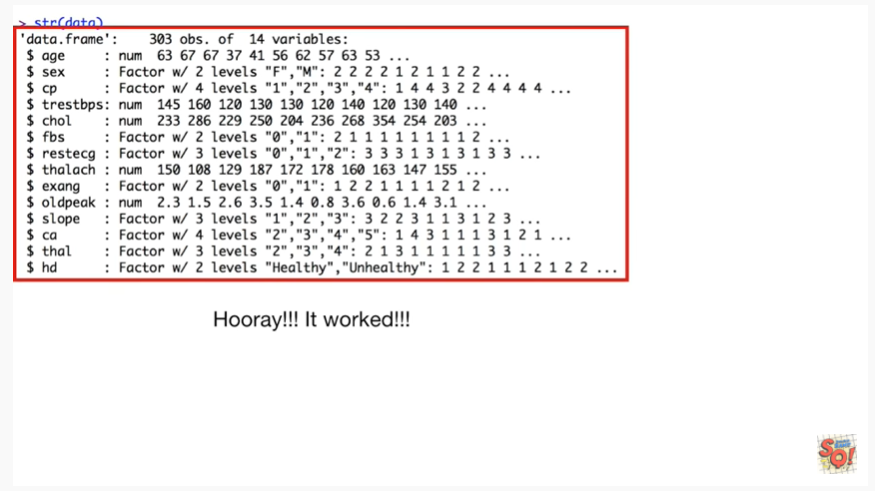 > str(data)
'data.frame': 303 obs. of 14 variables:
$ age : num 63 67 67 37 41 56 62 57 63 53 ...
$ sex : Factor w/ 2 levels "F","M": 2 2 2 2 1 2 1 1 2 2 ...
$ cp : Factor w/ 4 levels "1","2","3","4": 1 4 4 3 2 2 4 4 4 4 ...
$ trestbps: num 145 160 120 130 130 120 140 120 130 140 ...
$ chol : num 233 286 229 250 204 236 268 354 254 203 ...
$ fbs : Factor w/ 2 levels "0","1": 2 1 1 1 1 1 1 1 1 2 ...
$ restecg : Factor w/ 3 levels "0","1","2": 3 3 3 1 3 1 3 1 3 3 ...
$ thalach : num 150 108 129 187 172 178 160 163 147 155 ...
$ exang : Factor w/ 2 levels "0","1": 1 2 2 1 1 1 1 2 1 2 ...
$ oldpeak : num 2.3 1.5 2.6 3.5 1.4 0.8 3.6 0.6 1.4 3.1 ...
$ slope : Factor w/ 3 levels "1","2","3": 3 2 2 3 1 1 3 1 2 3 ...
$ ca : Factor w/ 4 levels "2","3","4","5": 1 4 3 1 1 1 3 1 2 1 ...
$ thal : Factor w/ 3 levels "2","3","4": 2 1 3 1 1 1 1 1 3 3 ...
$ hd : Factor w/ 2 levels "Healthy","Unhealthy": 1 2 2 1 1 1 2 1 2 2 ...
Hooray!!! It worked!!!
SQ!